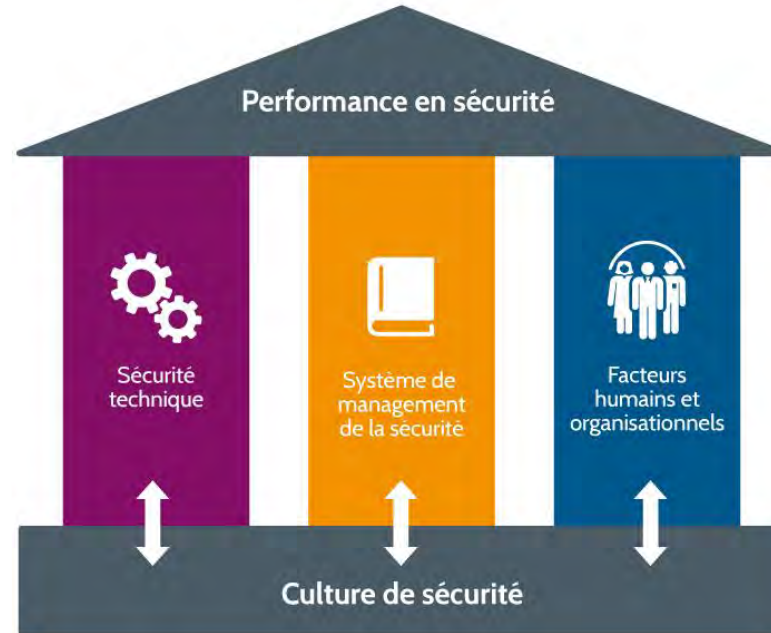 Performance en sécurité
Sécurité
technique
Système de
management
de la sécurité
Facteurs
humains et
organisationnels
Culture de sécurité